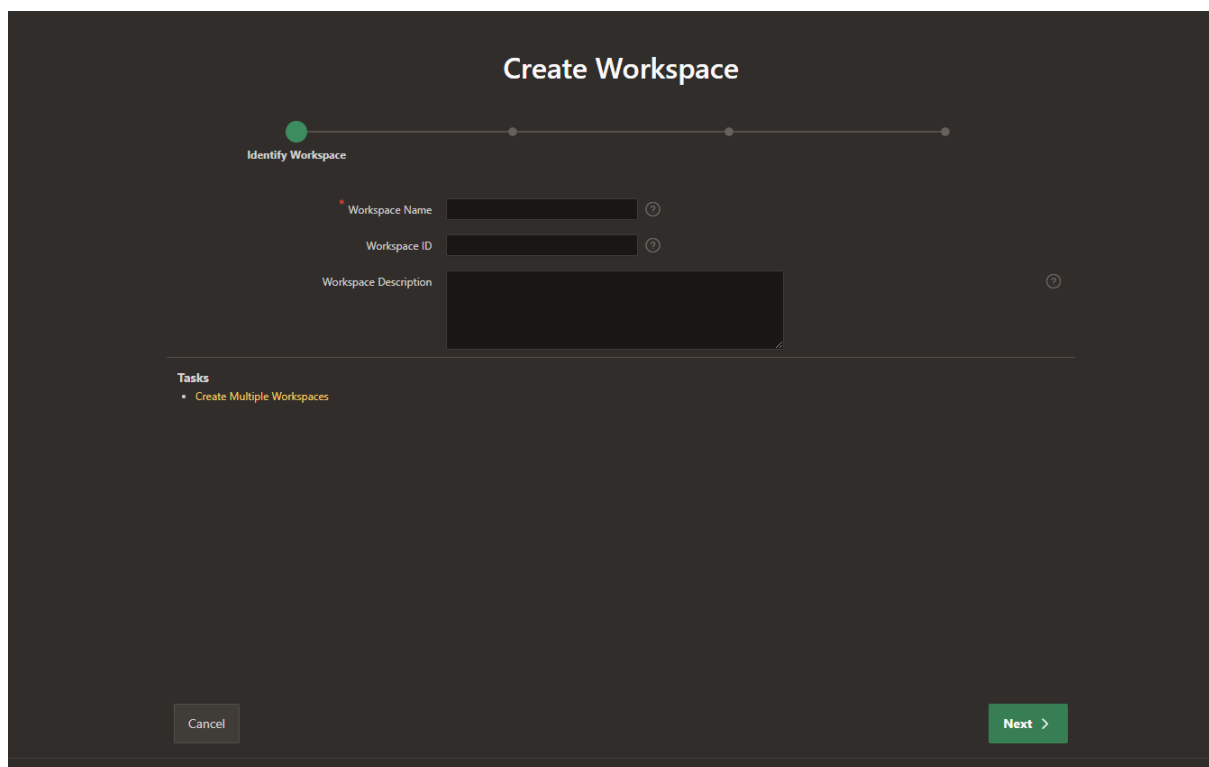 Create Workspace
Identify Workspace
* Workspace Name
Workspace ID
Workspace Description
Tasks
• Create Multiple Workspaces
Cancel
Next >